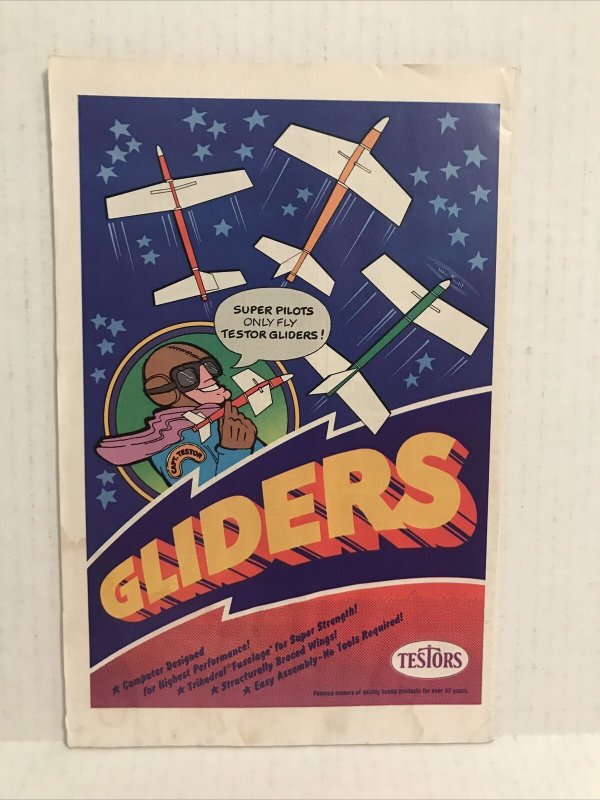 SUPER PILOTS
ONLY FLY
TESTOR GLIDERS!
CAPT. TESTOR
GLIDERS
★ Computer Designed
for Highest Performance!
★ Trihedral "Fuselage" for Super Strength!
★ Structurally Braced Wings!
★ Easy Assembly-No Tools Required!
TESTORS
Famous makers of quality hobby products for over 47 years.